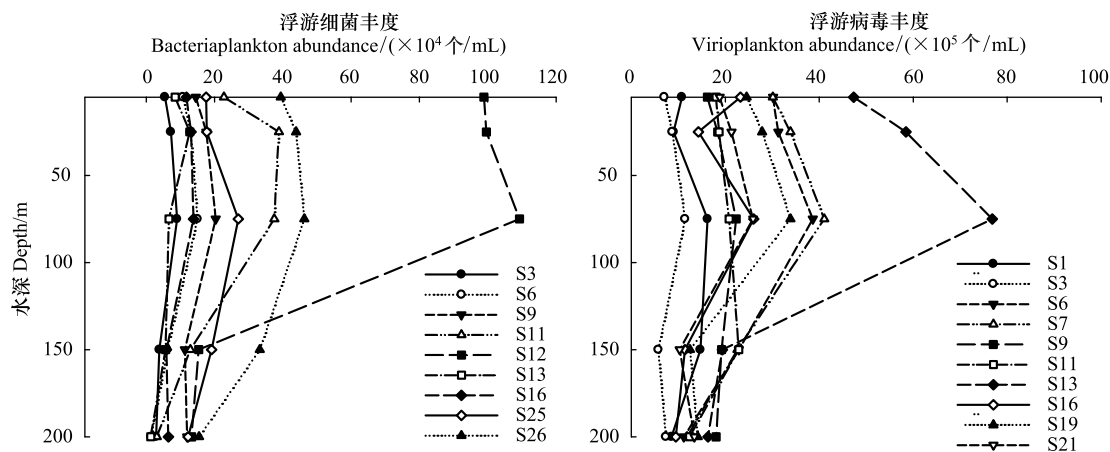 浮游细菌丰度
Bacteriaplankton abundance/(×10⁴个/mL)
0 20 40 60 80 100 120
50
100
150
200
水深 Depth/m
S3
S6
S9
S11
S12
S13
S16
S25
S26
浮游病毒丰度
Virioplankton abundance/(×10⁵个/mL)
0 20 40 60 80 100
50
100
150
200
S1
S3
S6
S7
S9
S11
S13
S16
S19
S21